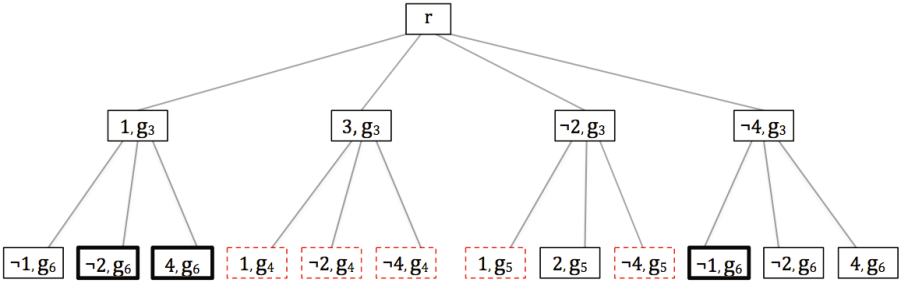 r
1,g₃ 3,g₃ ¬2,g₃ ¬4,g₃
¬1,g₆ ¬2,g₆ 4,g₆ 1,g₄ ¬2,g₄ ¬4,g₄ 1,g₅ 2,g₅ ¬4,g₅ ¬1,g₆ ¬2,g₆ 4,g₆